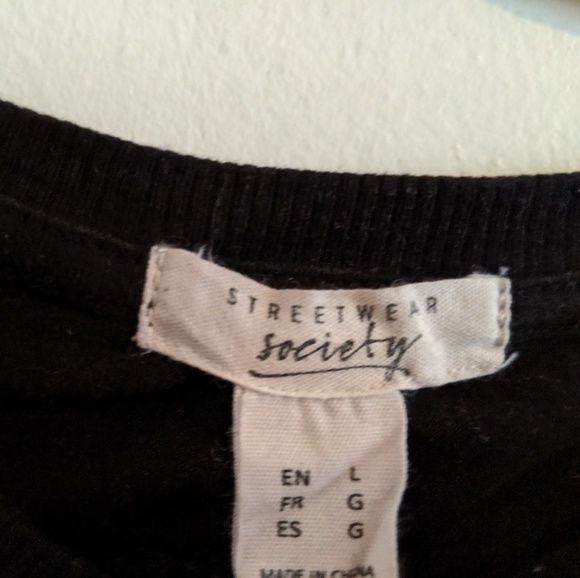 STREETWEAR
society
EN L
FR G
ES G
MADE IN CHINA